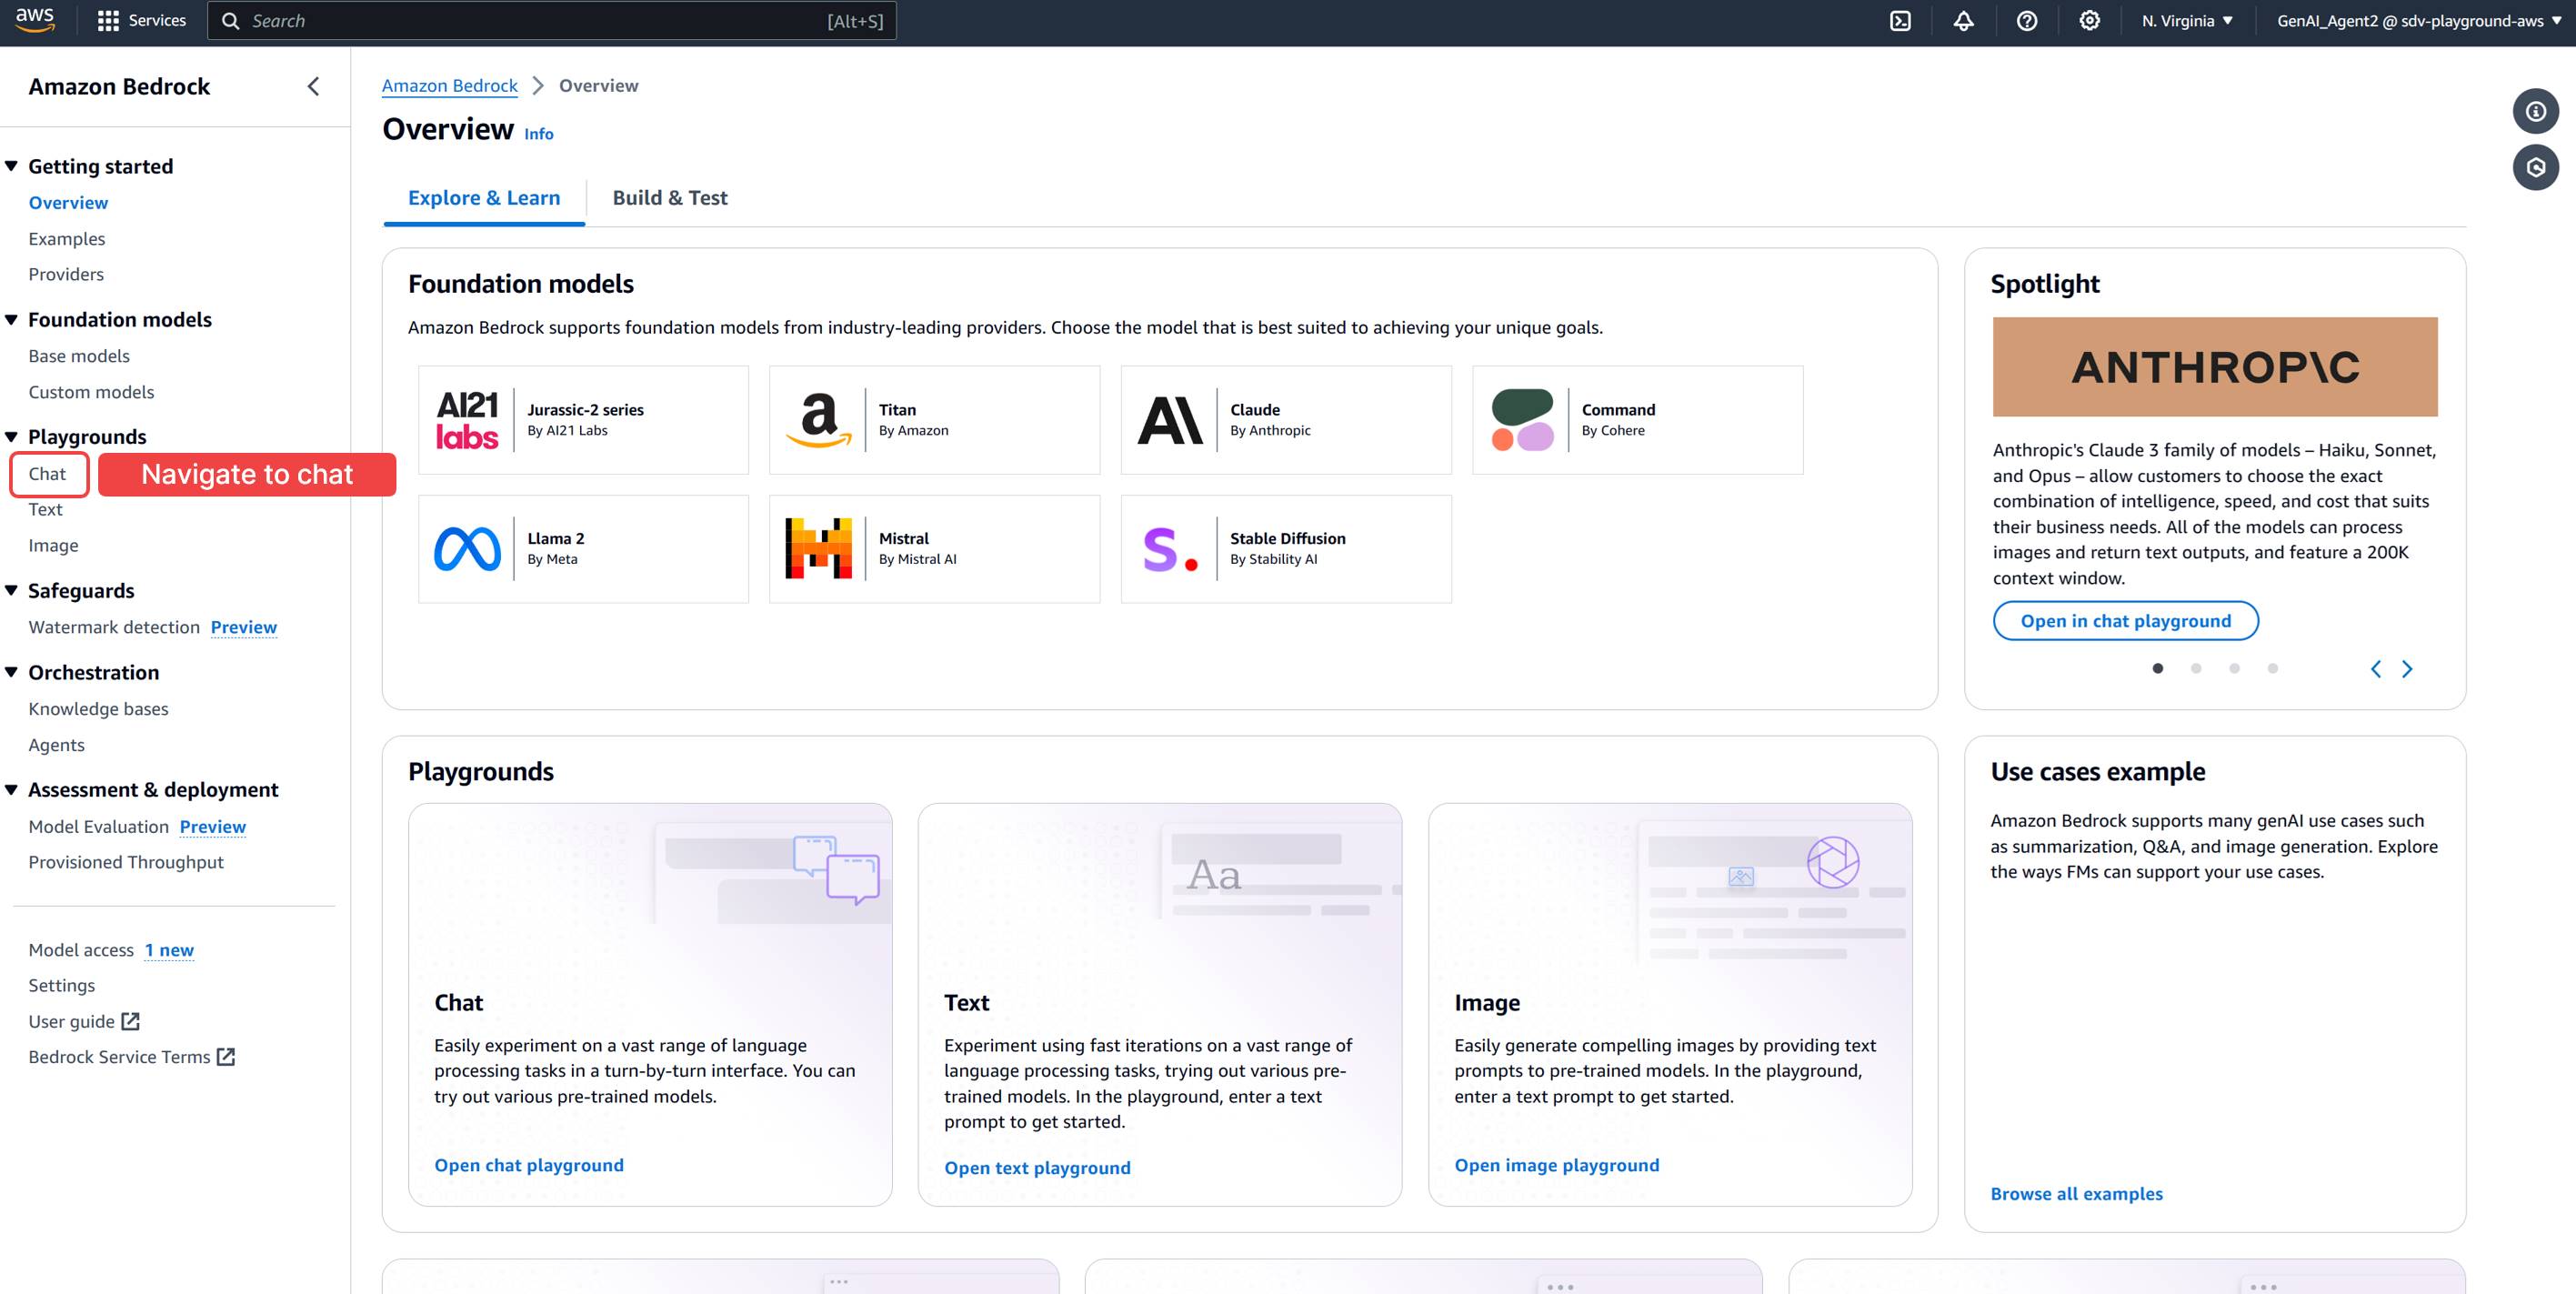 aws
Services
Search
[Alt+S]
N. Virginia
GenAI_Agent2 @ sdv-playground-aws
Amazon Bedrock
Getting started
Overview
Examples
Providers
Foundation models
Base models
Custom models
Playgrounds
Chat
Navigate to chat
Text
Image
Safeguards
Watermark detection Preview
Orchestration
Knowledge bases
Agents
Assessment & deployment
Model Evaluation Preview
Provisioned Throughput
Model access 1 new
Settings
User guide
Bedrock Service Terms
Amazon Bedrock
Overview
Overview Info
Explore & Learn
Build & Test
Foundation models
Amazon Bedrock supports foundation models from industry-leading providers. Choose the model that is best suited to achieving your unique goals.
AI21
labs
Jurassic-2 series
By AI21 Labs
a
Titan
By Amazon
A\
Claude
By Anthropic
Command
By Cohere
Llama 2
By Meta
Mistral
By Mistral AI
S.
Stable Diffusion
By Stability AI
Spotlight
ANTHROP\C
Anthropic's Claude 3 family of models – Haiku, Sonnet,
and Opus – allow customers to choose the exact
combination of intelligence, speed, and cost that suits
their business needs. All of the models can process
images and return text outputs, and feature a 200K
context window.
Open in chat playground
Playgrounds
Chat
Easily experiment on a vast range of language
processing tasks in a turn-by-turn interface. You can
try out various pre-trained models.
Open chat playground
Aa
Text
Experiment using fast iterations on a vast range of
language processing tasks, trying out various pre-
trained models. In the playground, enter a text
prompt to get started.
Open text playground
Image
Easily generate compelling images by providing text
prompts to pre-trained models. In the playground,
enter a text prompt to get started.
Open image playground
Use cases example
Amazon Bedrock supports many genAI use cases such
as summarization, Q&A, and image generation. Explore
the ways FMs can support your use cases.
Browse all examples